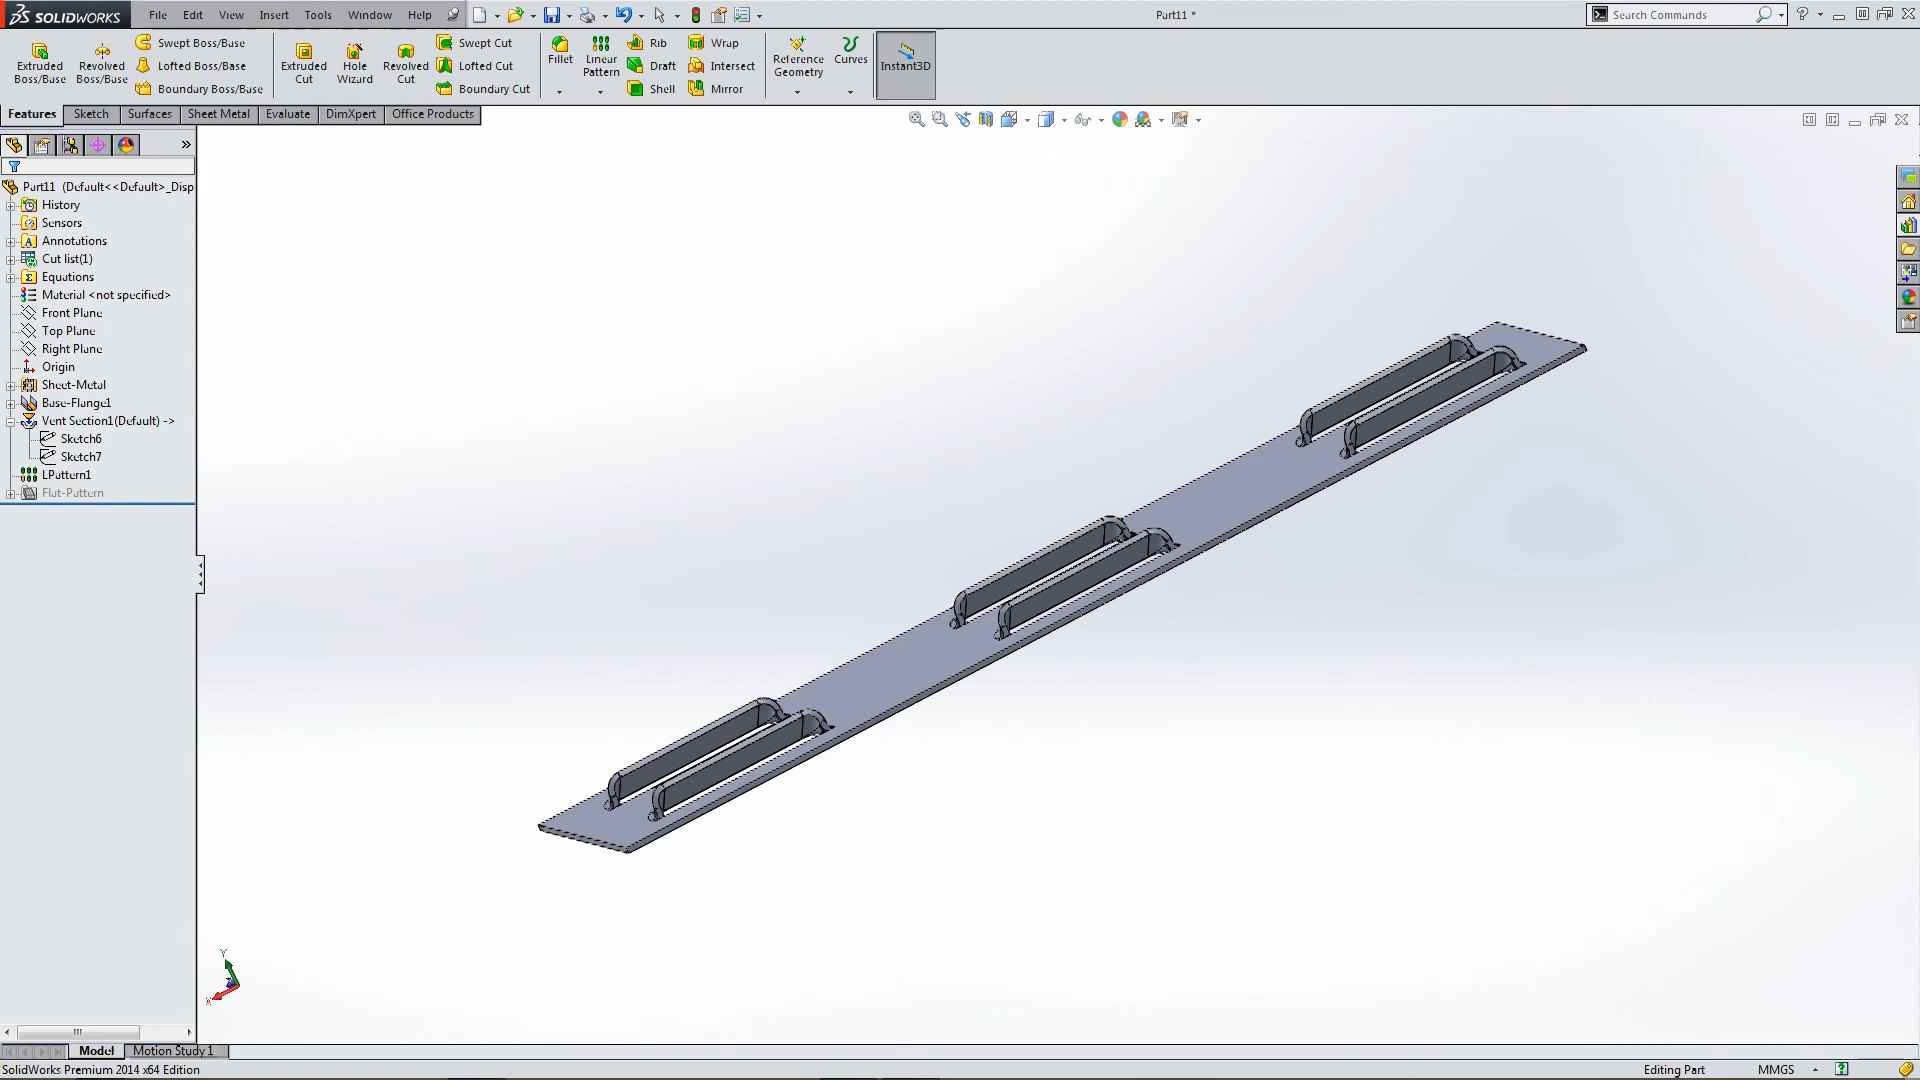 SOLIDWORKS File Edit View Insert Tools Window Help Part11 * Search Commands
Extruded Boss/Base
Revolved Boss/Base
Swept Boss/Base
Lofted Boss/Base
Boundary Boss/Base
Extruded Cut
Hole Wizard
Revolved Cut
Swept Cut
Lofted Cut
Boundary Cut
Fillet
Linear Pattern
Rib
Draft
Shell
Wrap
Intersect
Mirror
Reference Geometry
Curves
Instant3D
Features Sketch Surfaces Sheet Metal Evaluate DimXpert Office Products
Part11 (Default<<Default>_Disp
History
Sensors
Annotations
Cut list(1)
Equations
Material <not specified>
Front Plane
Top Plane
Right Plane
Origin
Sheet-Metal
Base-Flange1
Vent Section1(Default) ->
Sketch6
Sketch7
LPattern1
Flat-Pattern
Y
X
Model Motion Study 1
SolidWorks Premium 2014 x64 Edition Editing Part MMGS